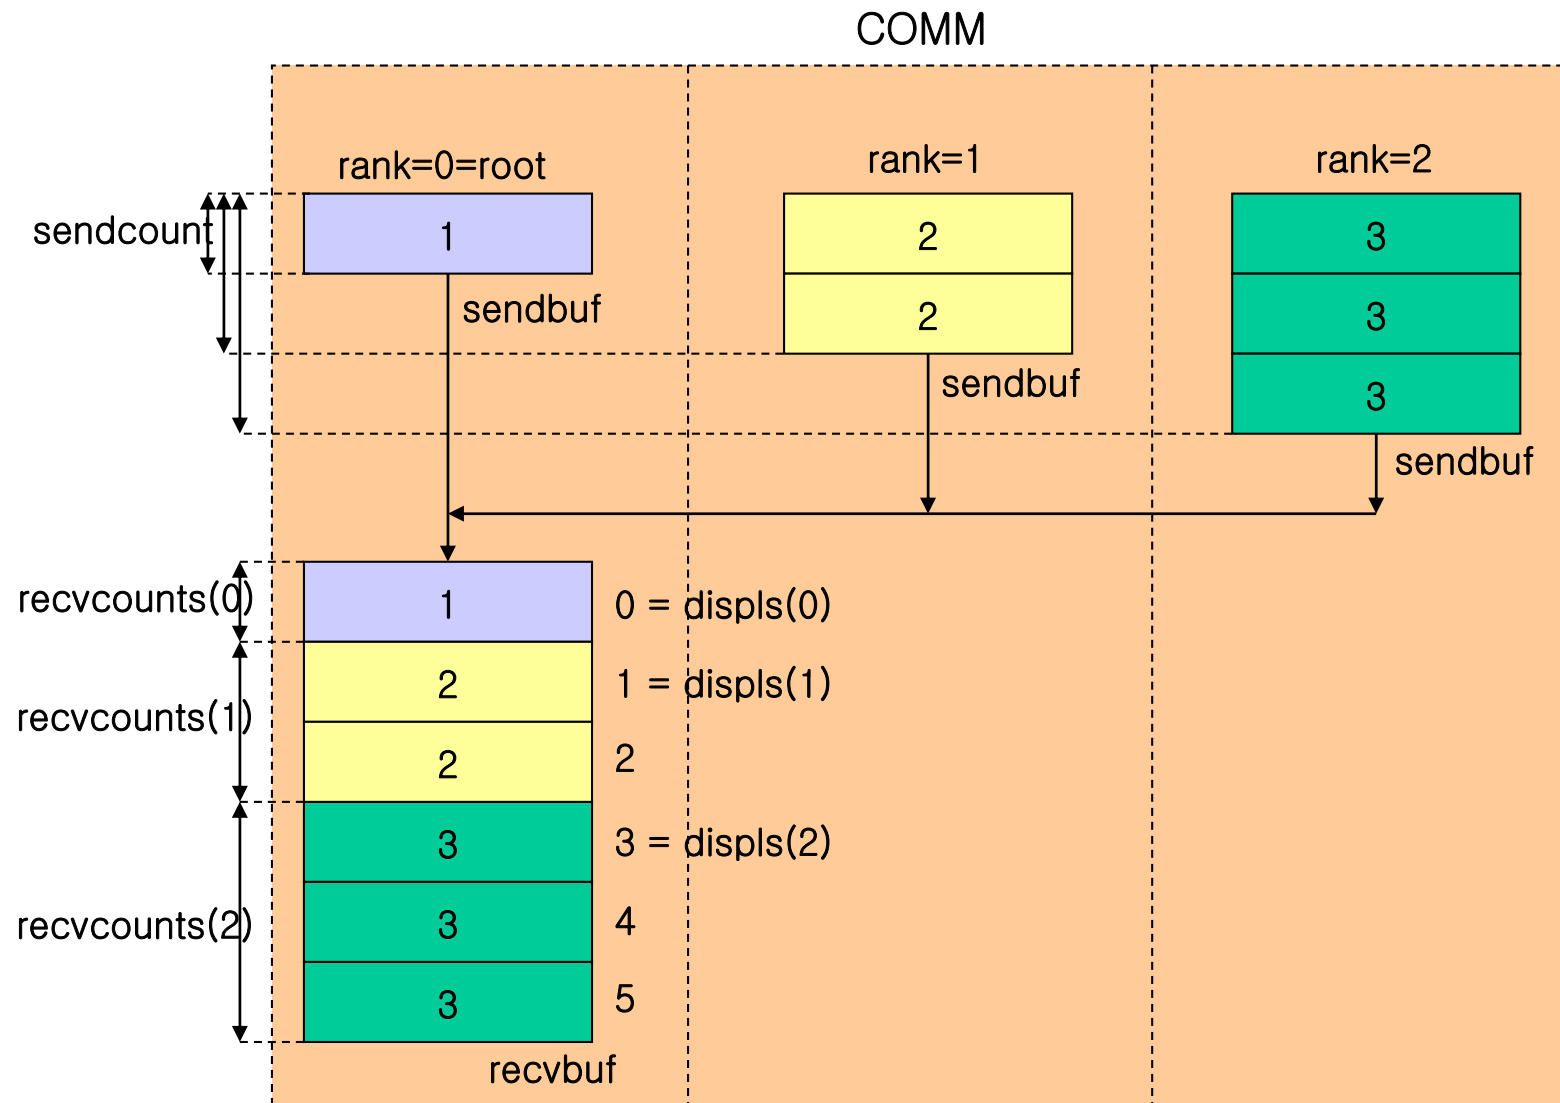 COMM
rank=0=root
rank=1
rank=2
sendcount
1
2
3
sendbuf
2
3
sendbuf
3
sendbuf
recvcounts(0)
1
0 = displs(0)
2
1 = displs(1)
recvcounts(1)
2
2
3
3 = displs(2)
recvcounts(2)
3
4
3
5
recvbuf